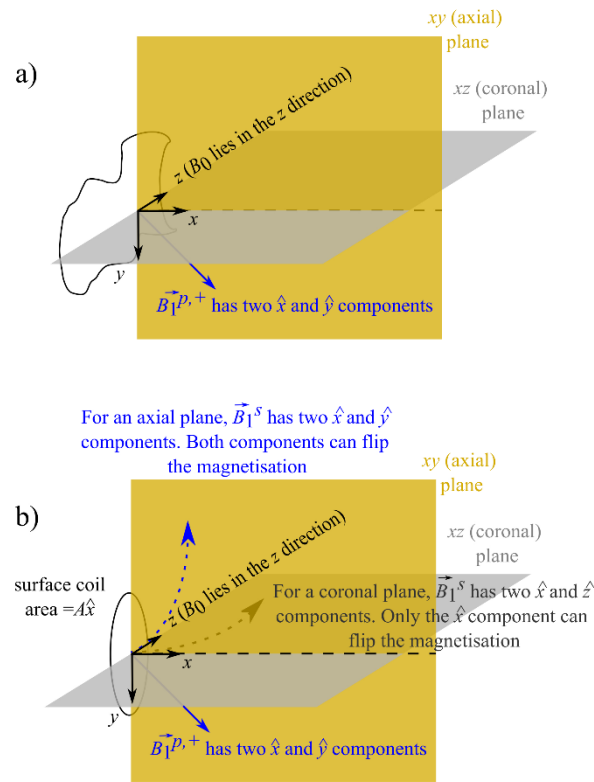 xy (axial)
plane
a)
xz (coronal)
plane
z (B0 lies in the z direction)
x
y
B1p,+ has two x̂ and ŷ components
For an axial plane, B1s has two x̂ and ŷ
components. Both components can flip
the magnetisation
xy (axial)
plane
b)
xz (coronal)
plane
z (B0 lies in the z direction)
surface coil
area =Ax̂
For a coronal plane, B1s has two x̂ and ẑ
components. Only the x̂ component can
flip the magnetisation
x
y
B1p,+ has two x̂ and ŷ components